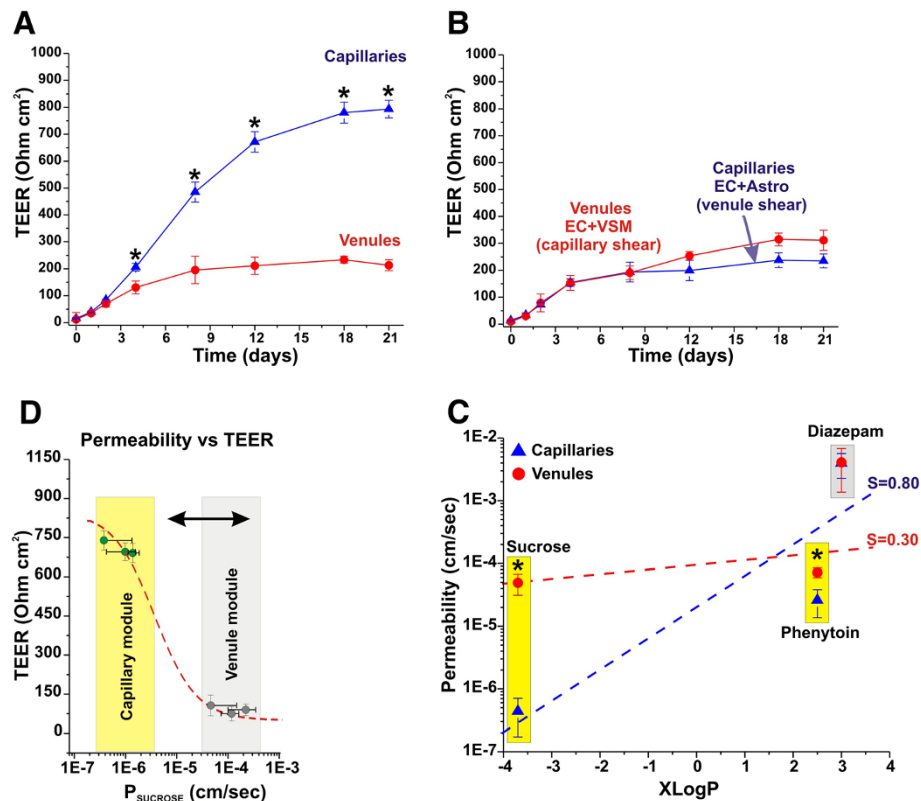 A
1000
900
800
700
600
500
400
300
200
100
0
TEER (Ohm cm²)
Capillaries
*
*
*
*
*
*
Venules
0 3 6 9 12 15 18 21
Time (days)
B
1000
900
800
700
600
500
400
300
200
100
0
TEER (Ohm cm²)
Venules
EC+VSM
(capillary shear)
Capillaries
EC+Astro
(venule shear)
0 3 6 9 12 15 18 21
Time (days)
D
Permeability vs TEER
1150
900
750
600
450
300
150
0
TEER (Ohm cm²)
Capillary module
Venule module
1E-7 1E-6 1E-5 1E-4 1E-3
P SUCROSE (cm/sec)
C
1E-2
1E-3
1E-4
1E-5
1E-6
1E-7
Permeability (cm/sec)
Capillaries
Venules
Diazepam
S=0.80
S=0.30
Sucrose
*
*
Phenytoin
-4 -3 -2 -1 0 1 2 3 4
XLogP